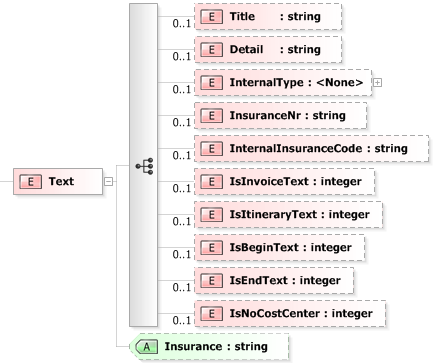 E Title : string
0..1
E Detail : string
0..1
E InternalType : <None>
0..1
E InsuranceNr : string
0..1
E InternalInsuranceCode : string
0..1
E Text
E IsInvoiceText : integer
0..1
E IsItineraryText : integer
0..1
E IsBeginText : integer
0..1
E IsEndText : integer
0..1
E IsNoCostCenter : integer
0..1
A Insurance : string